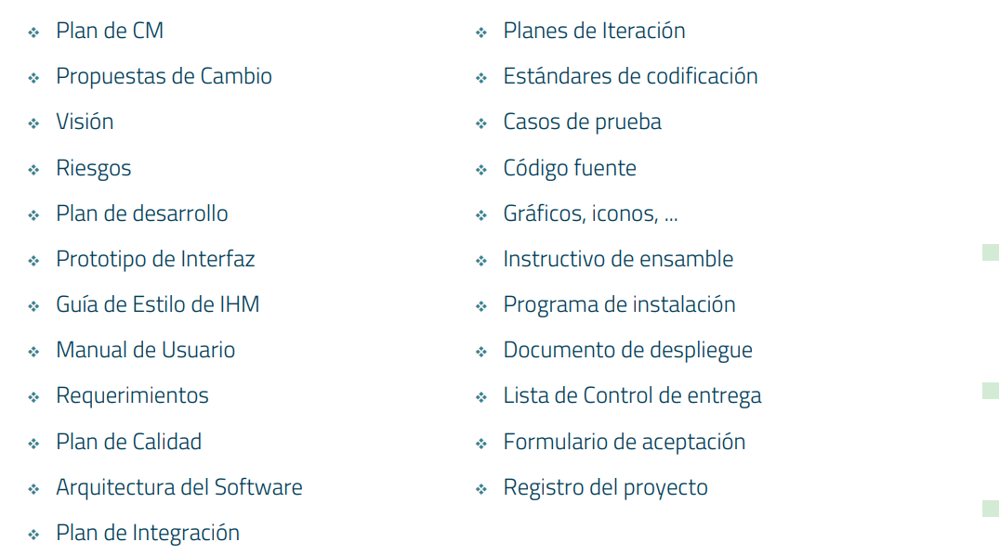 Plan de CM
Propuestas de Cambio
Visión
Riesgos
Plan de desarrollo
Prototipo de Interfaz
Guía de Estilo de IHM
Manual de Usuario
Requerimientos
Plan de Calidad
Arquitectura del Software
Plan de Integración
Planes de Iteración
Estándares de codificación
Casos de prueba
Código fuente
Gráficos, iconos, ...
Instructivo de ensamble
Programa de instalación
Documento de despliegue
Lista de Control de entrega
Formulario de aceptación
Registro del proyecto